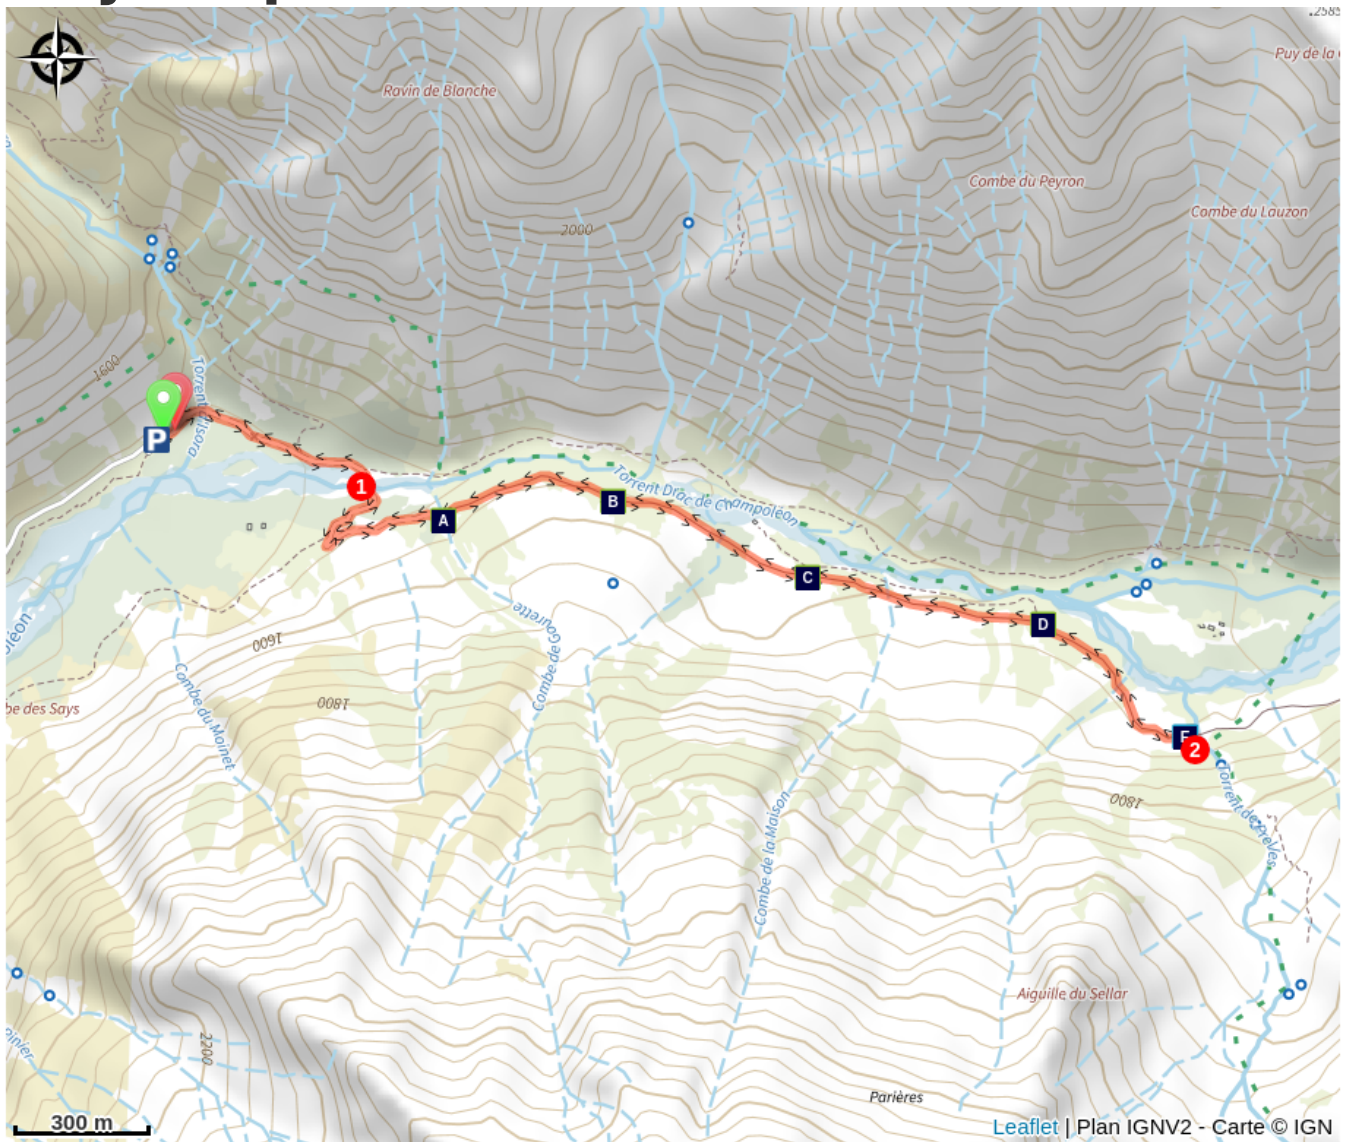 Ravin de Blanche
Puy de la
Combe du Peyron
Combe du Lauzon
2000
1600
Torrent
P
1
Torrent Drac de Champoléon
A
B
C
D
E
2
Combe de Gourette
1600
Combe du Moinet
1800
be des Says
Combe de la Maison
1800
Torrent de Prelles
Aiguille du Sellar
2200
Parières
300 m
Leaflet | Plan IGNV2 - Carte © IGN